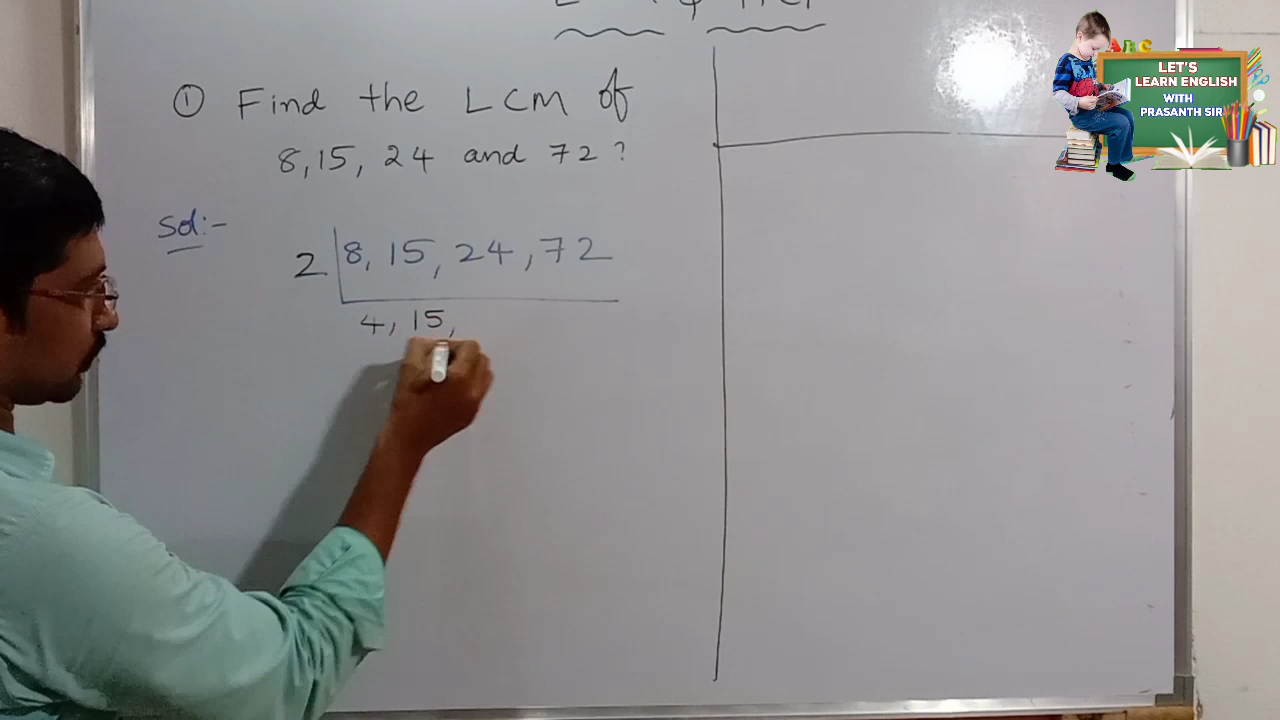 ① Find the LCM of
8, 15, 24 and 72 ?
Sol:-
2 8, 15, 24, 72
4, 15,
ABC
LET'S
LEARN ENGLISH
WITH
PRASANTH SIR